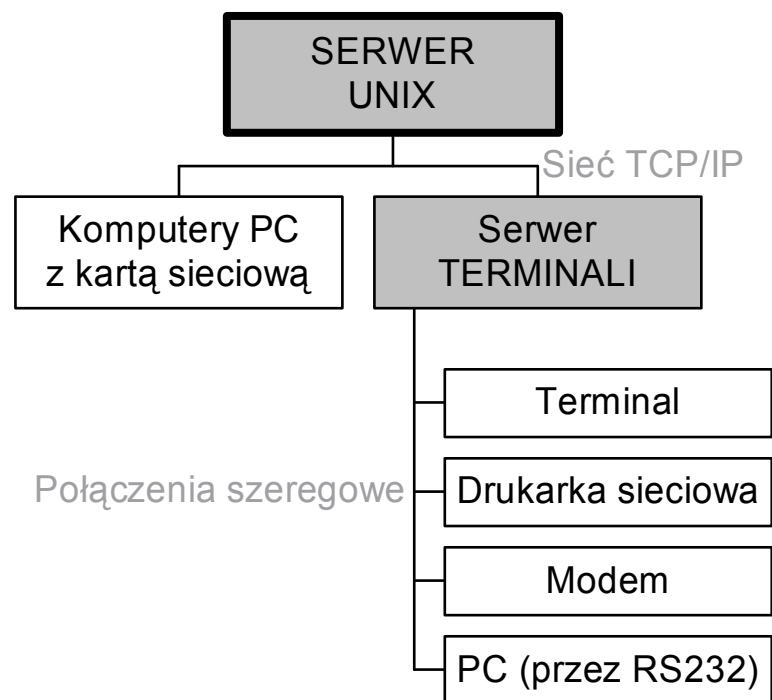 SERWER
UNIX
Sieć TCP/IP
Komputery PC
z kartą sieciową
Serwer
TERMINALI
Terminal
Połączenia szeregowe
Drukarka sieciowa
Modem
PC (przez RS232)